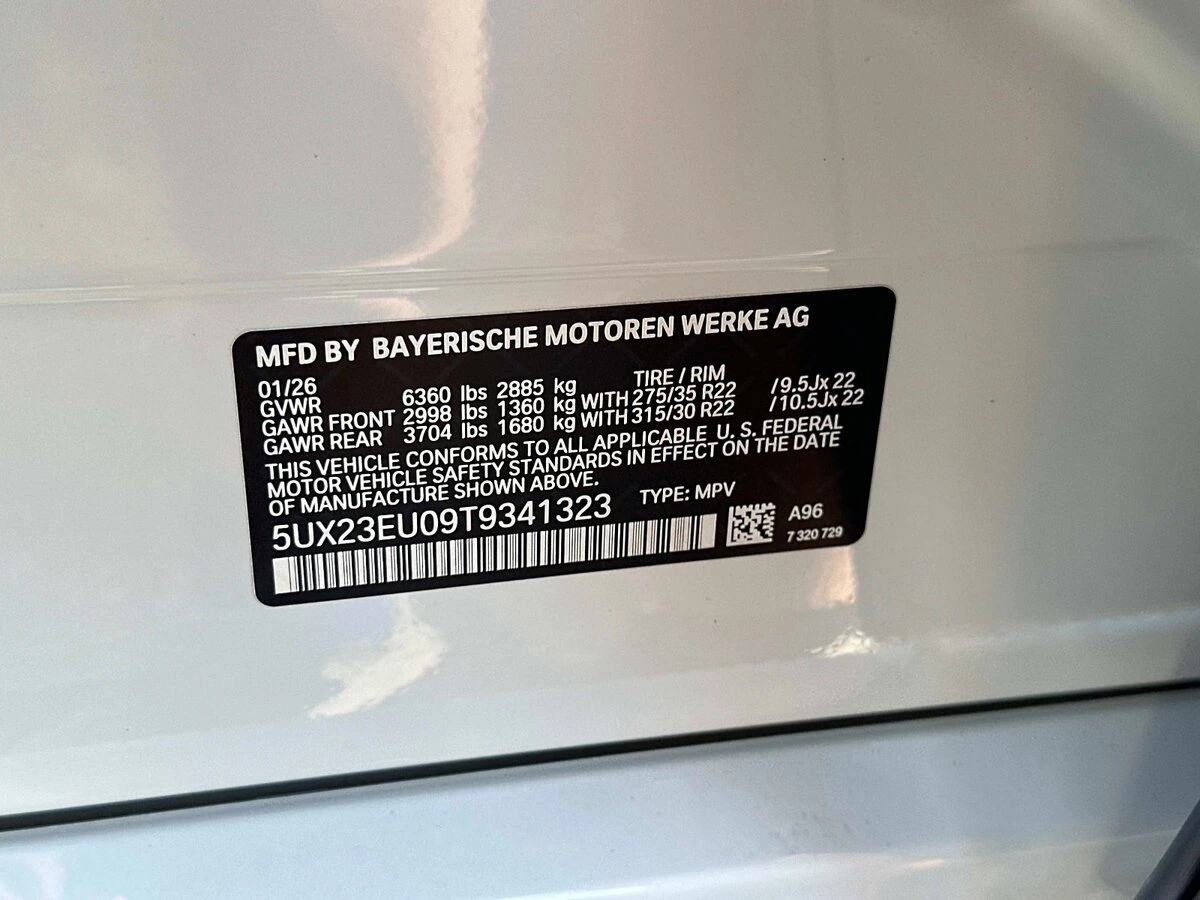 MFD BY BAYERISCHE MOTOREN WERKE AG
01/26 TIRE / RIM
GVWR 6360 lbs 2885 kg
GAWR FRONT 2998 lbs 1360 kg WITH 275/35 R22 /9.5Jx 22
GAWR REAR 3704 lbs 1680 kg WITH 315/30 R22 /10.5Jx 22
THIS VEHICLE CONFORMS TO ALL APPLICABLE U. S. FEDERAL
MOTOR VEHICLE SAFETY STANDARDS IN EFFECT ON THE DATE
OF MANUFACTURE SHOWN ABOVE.
5UX23EU09T9341323 TYPE: MPV
A96
7 320 729